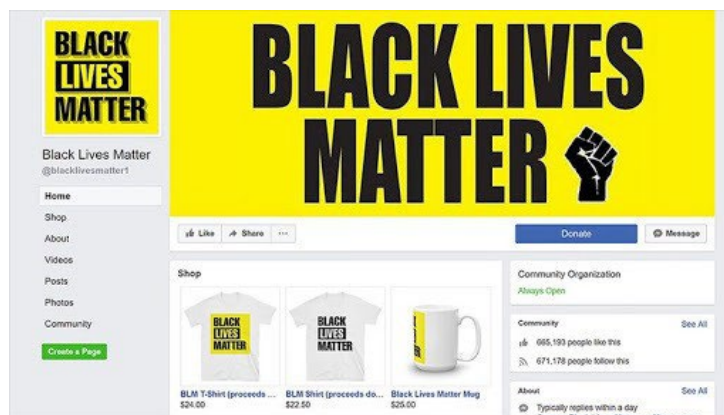 BLACK
LIVES
MATTER
BLACK LIVES
MATTER
Black Lives Matter
@blacklivesmatter1
Home
Shop
About
Videos
Posts
Photos
Community
Create a Page
Like
Share
...
Donate
Message
Shop
BLACK
LIVES
MATTER
BLACK
LIVES
MATTER
BLACK
LIVES
MATTER
BLM T-Shirt (proceeds ...
$24.00
BLM Shirt (proceeds do...
$22.50
Black Lives Matter Mug
$25.00
Community Organization
Always Open
Community
See All
665,193 people like this
671,178 people follow this
About
See All
Typically replies within a day